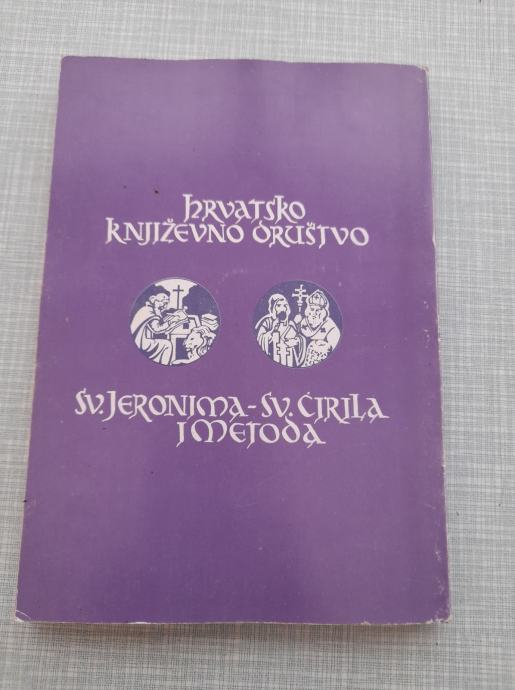 hrvatsko
književno društvo
sv. Jeronima - sv. Ćirila
i Metoda